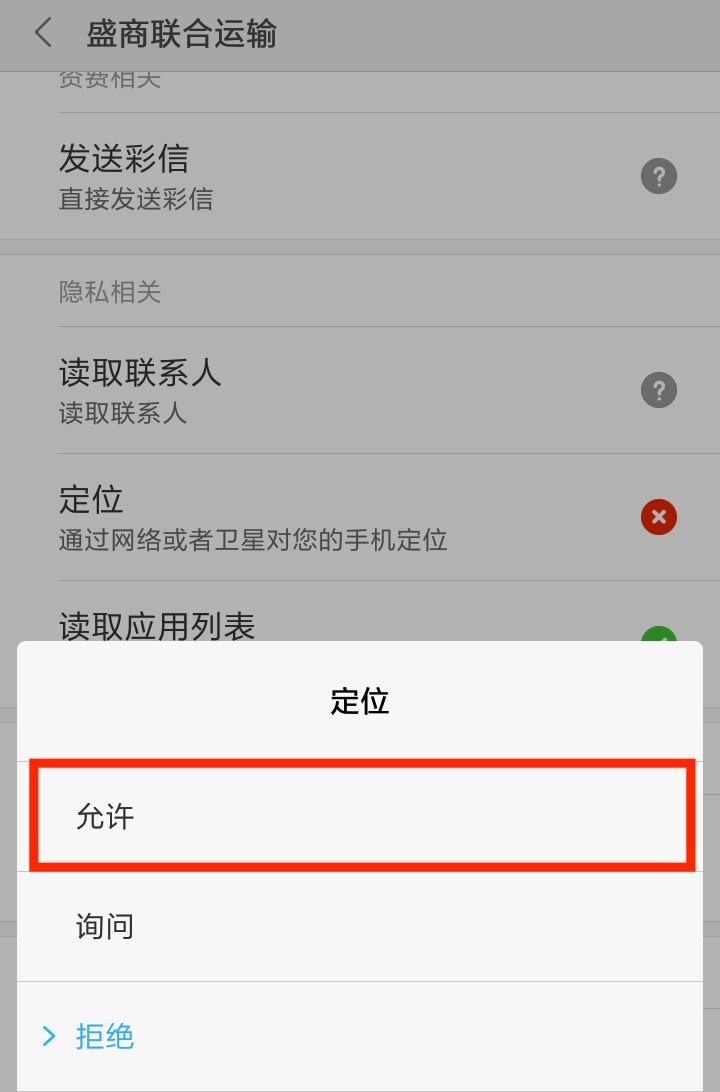 盛商联合运输
资费相关
发送彩信
直接发送彩信
隐私相关
读取联系人
读取联系人
定位
通过网络或者卫星对您的手机定位
读取应用列表
定位
允许
询问
拒绝